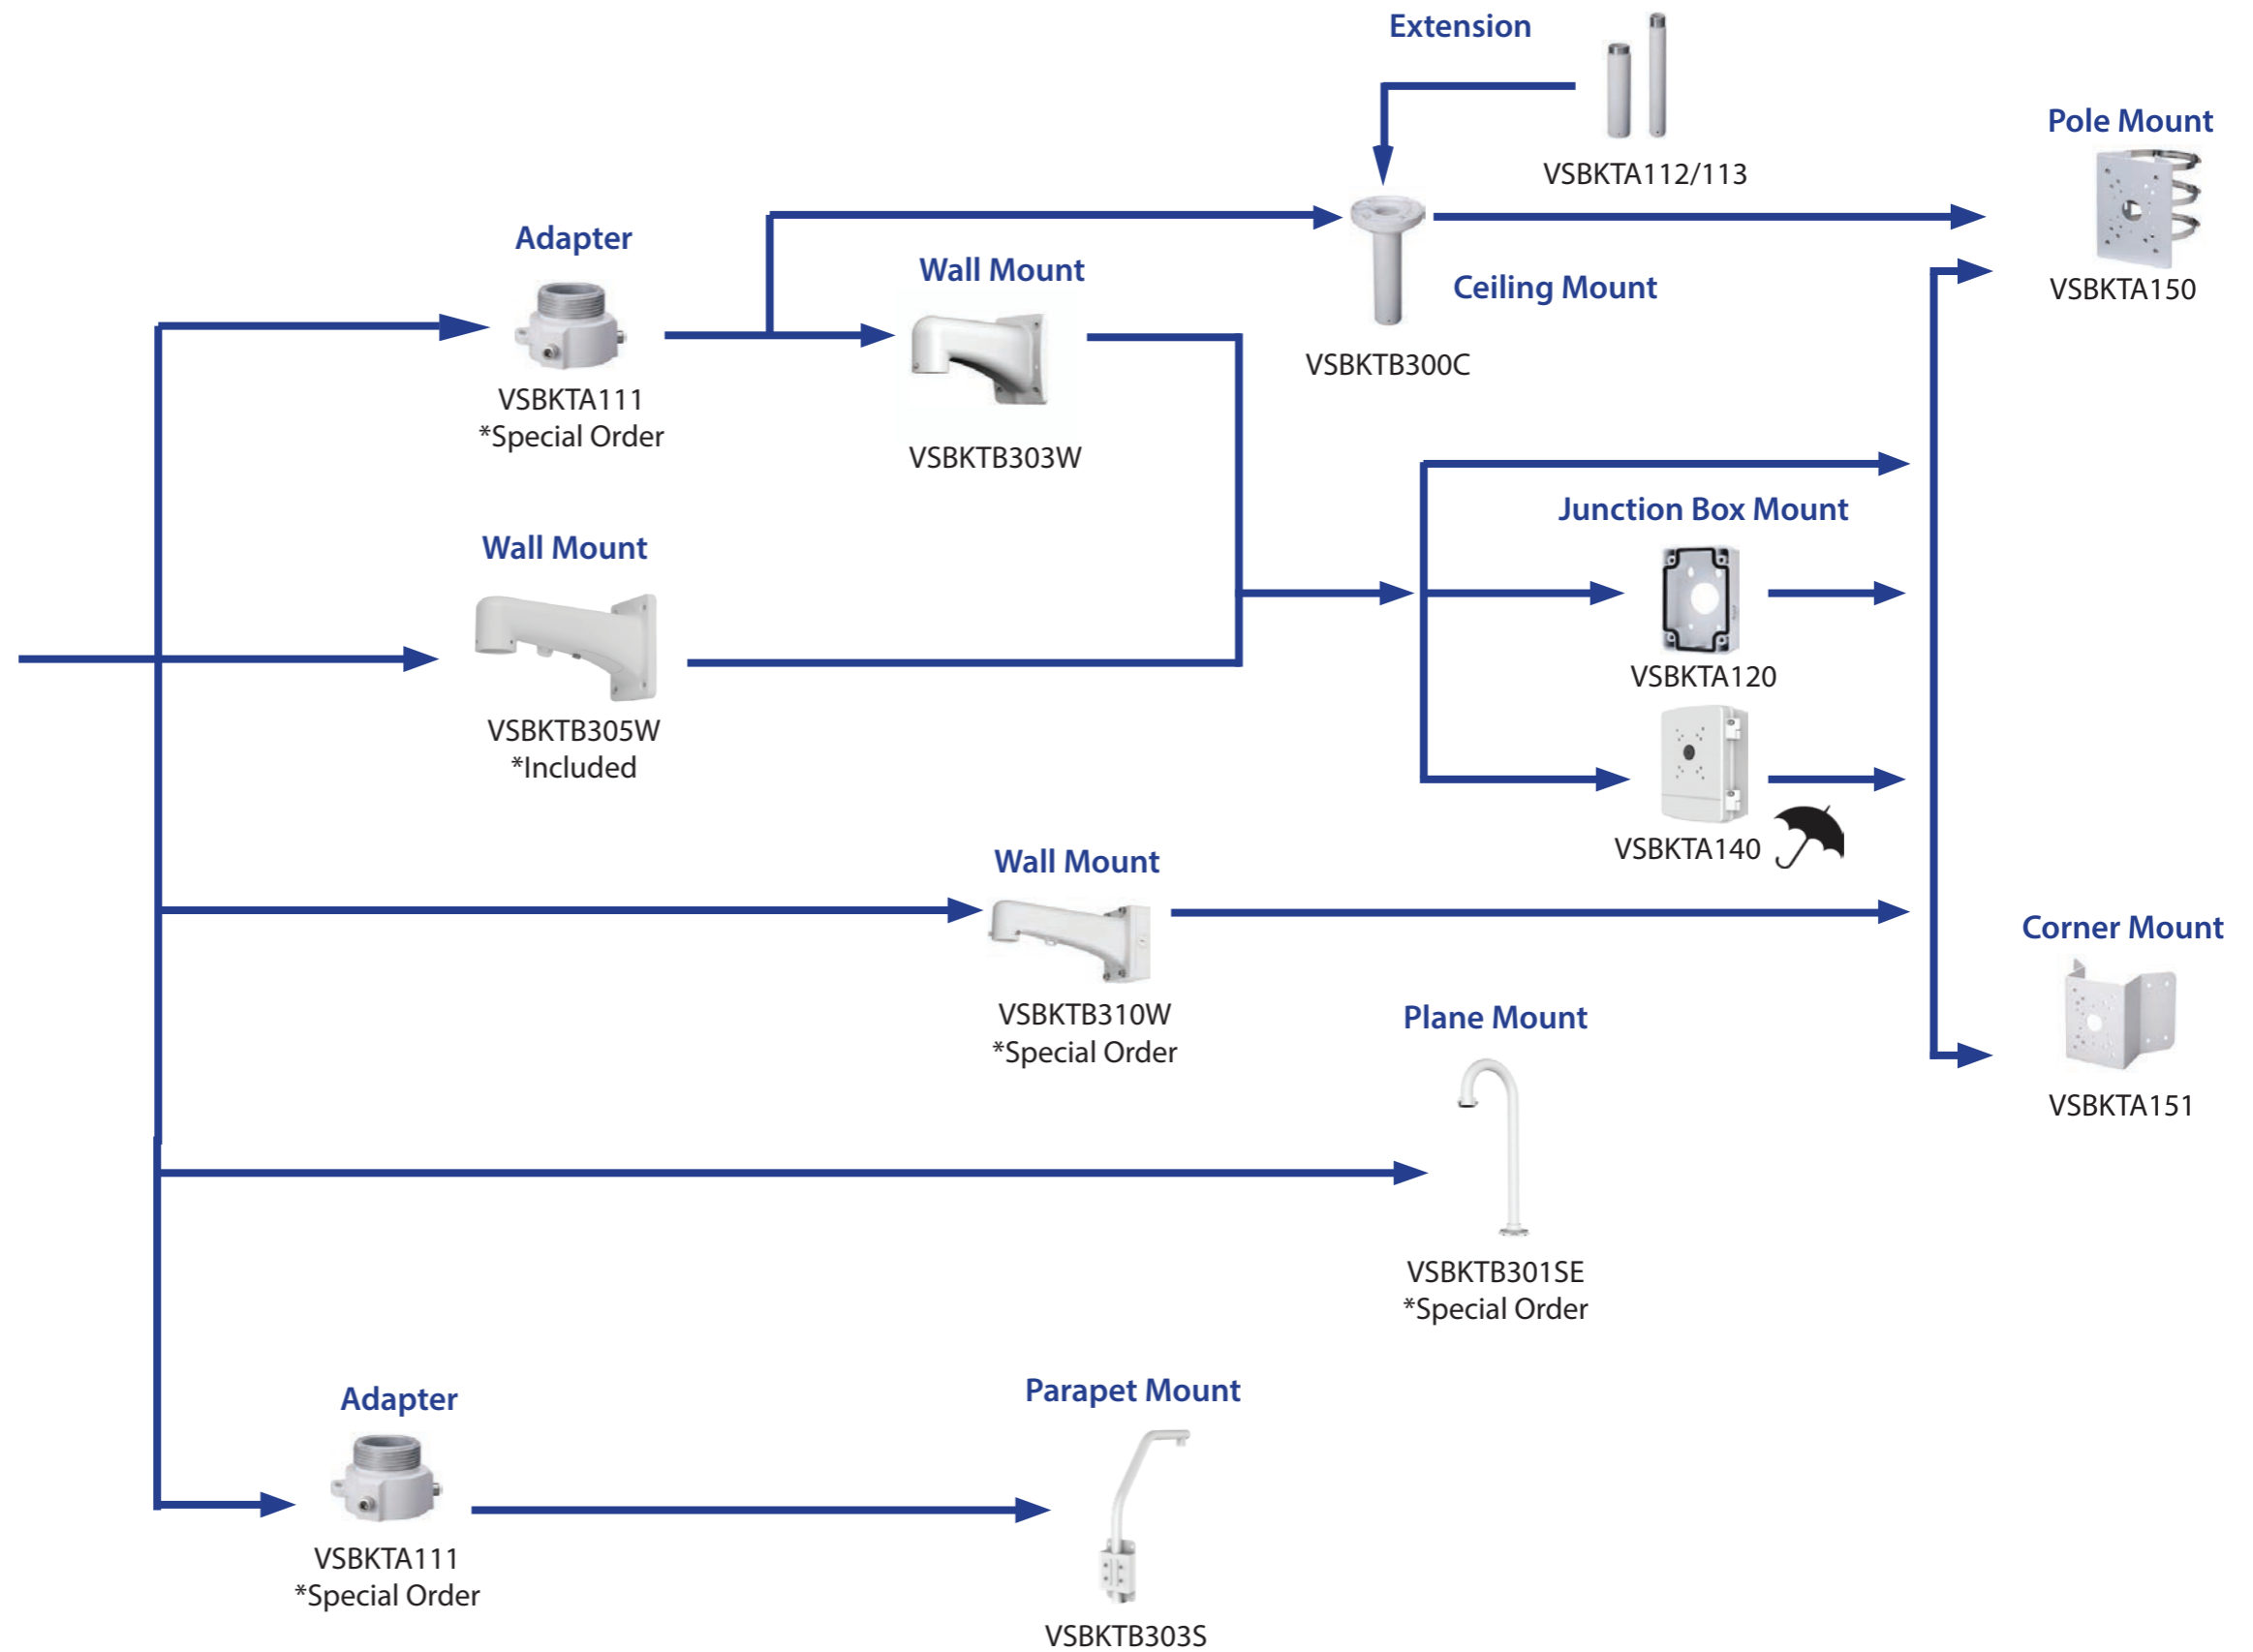 Extension
VSBKTA112/113
Pole Mount
VSBKTA150
Adapter
VSBKTA111
*Special Order
Wall Mount
VSBKTB303W
Ceiling Mount
VSBKTB300C
Wall Mount
VSBKTB305W
*Included
Junction Box Mount
VSBKTA120
VSBKTA140
Wall Mount
VSBKTB310W
*Special Order
Corner Mount
VSBKTA151
Plane Mount
VSBKTB301SE
*Special Order
Adapter
VSBKTA111
*Special Order
Parapet Mount
VSBKTB303S